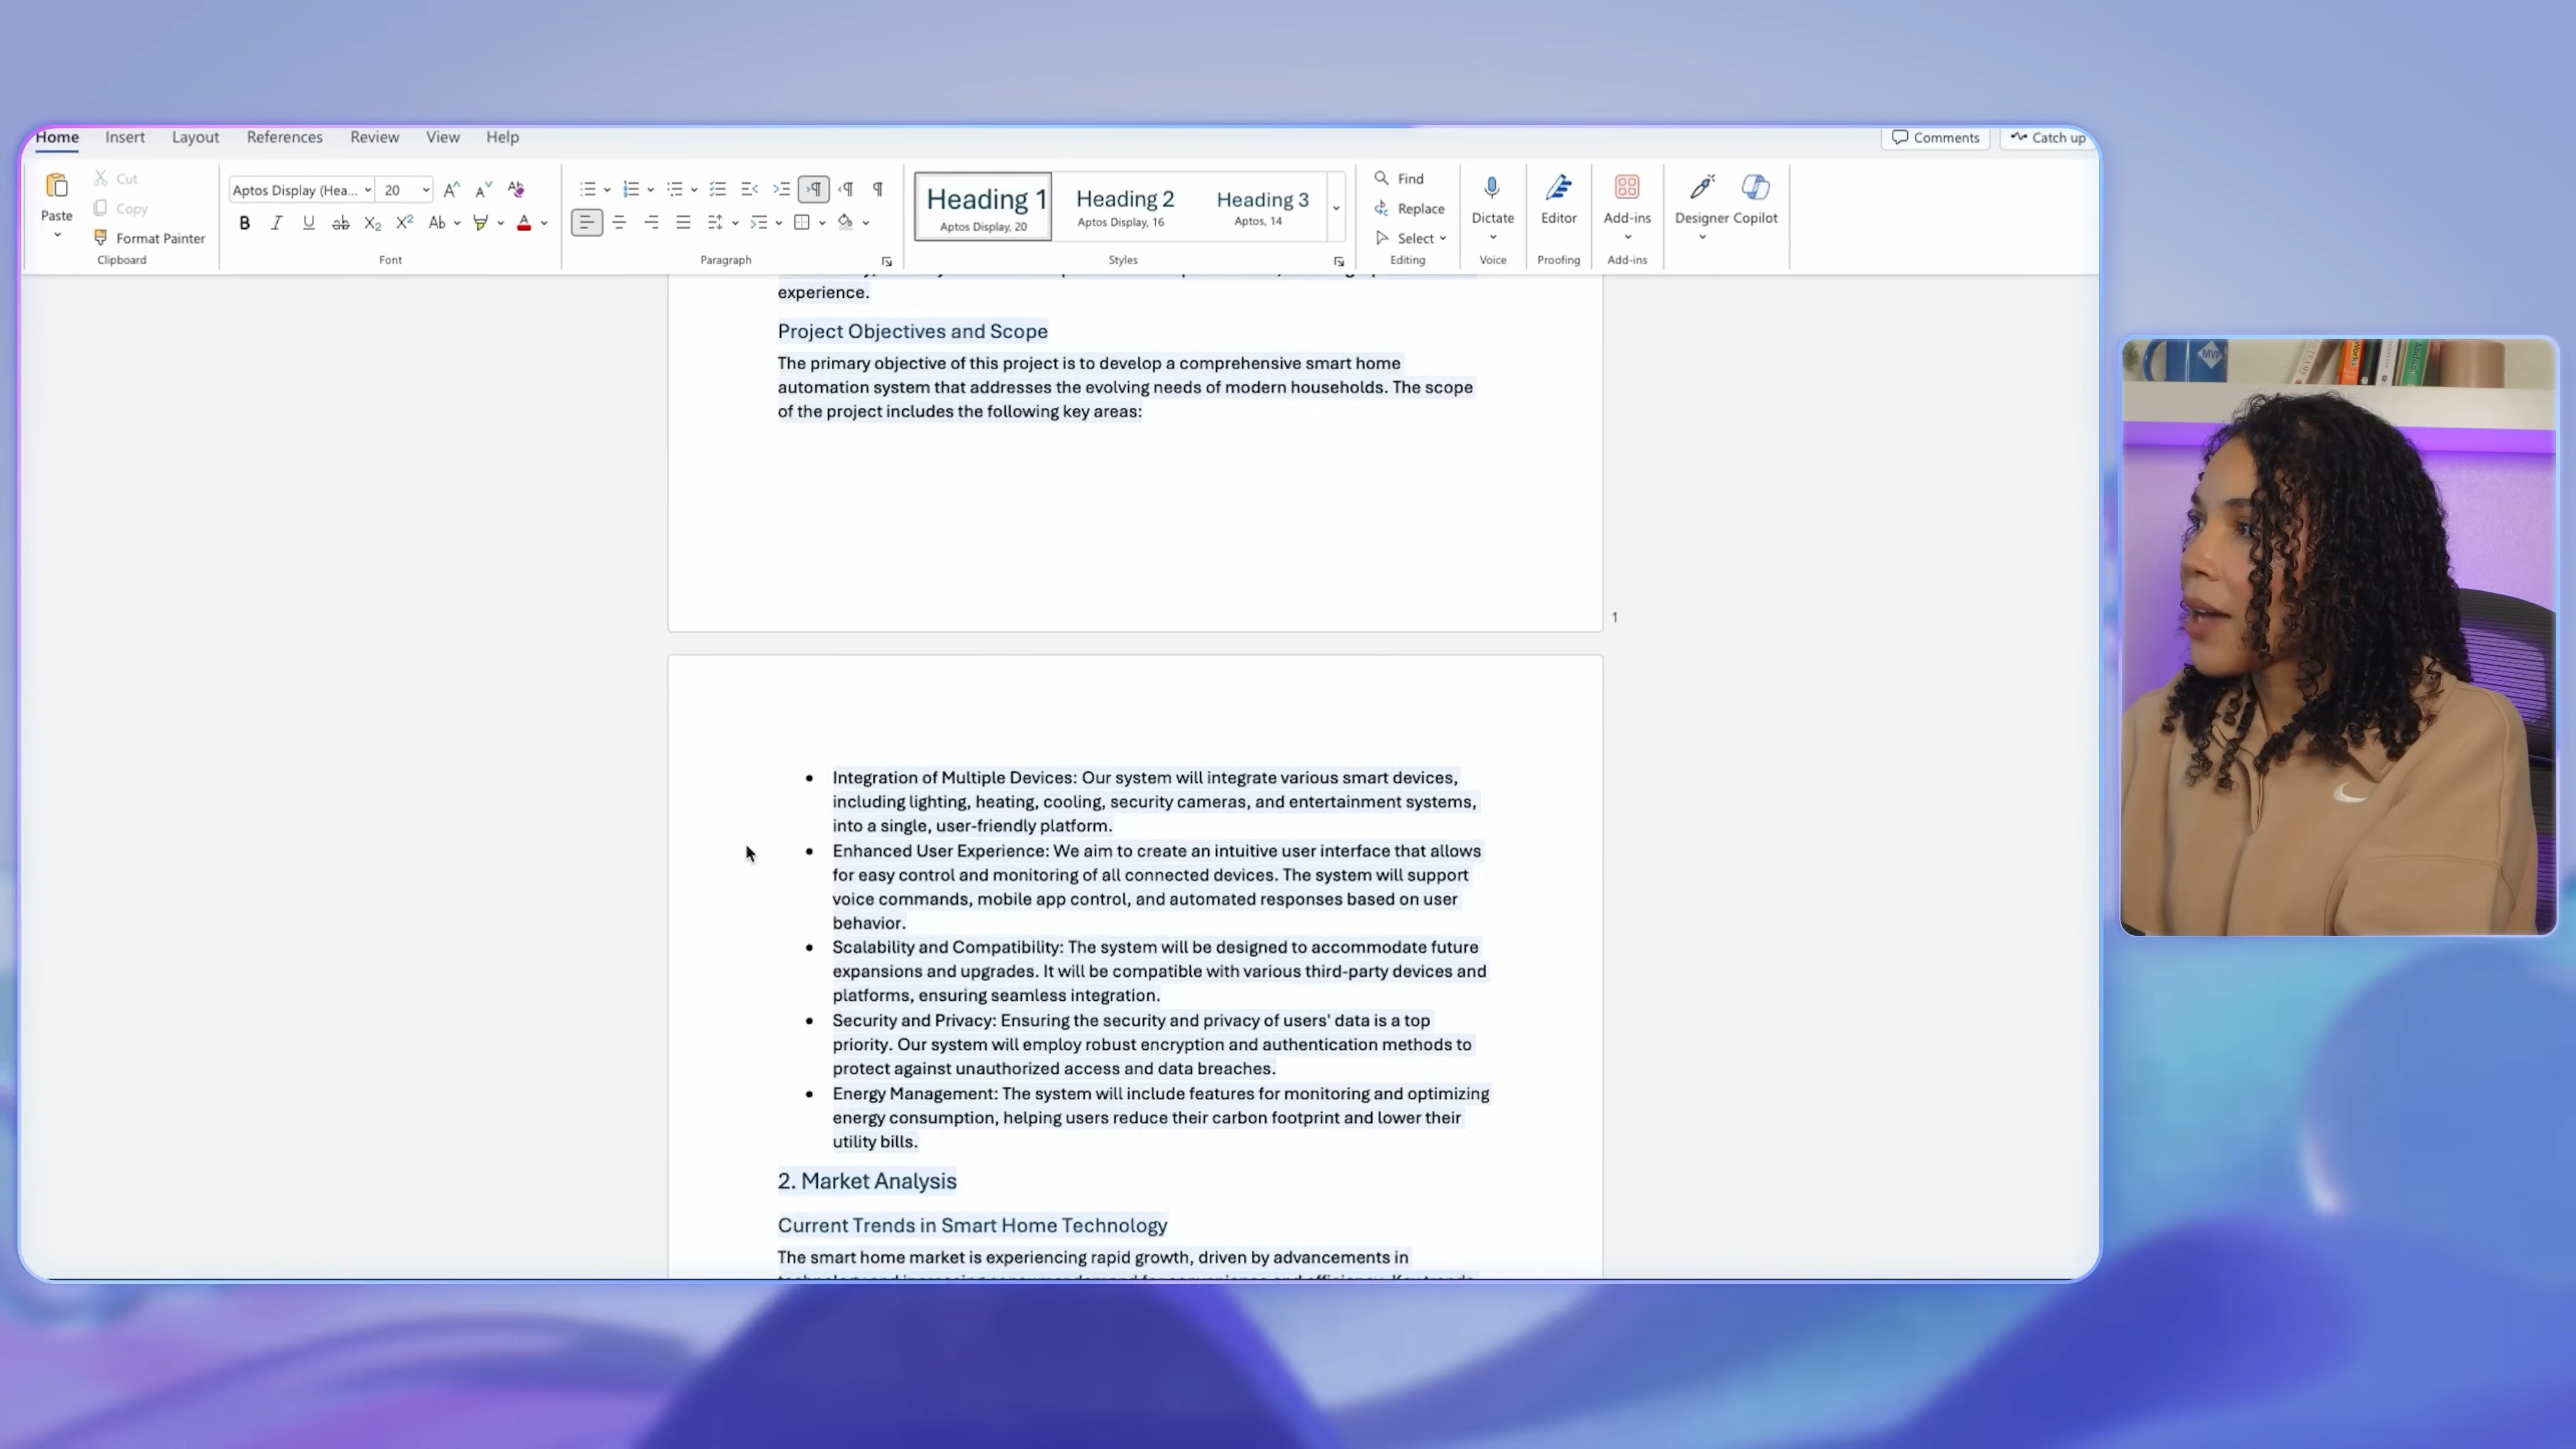 Home Insert Layout References Review View Help Comments Catch up
Paste
Cut
Copy
Format Painter
Clipboard
Aptos Display (Hea... 20
Font
Paragraph
Heading 1
Aptos Display, 20
Heading 2
Aptos Display, 16
Heading 3
Aptos, 14
Styles
Find
Replace
Select
Editing
Dictate
Voice
Editor
Proofing
Add-ins
Add-ins
Designer Copilot
experience.
Project Objectives and Scope
The primary objective of this project is to develop a comprehensive smart home
automation system that addresses the evolving needs of modern households. The scope
of the project includes the following key areas:
1
• Integration of Multiple Devices: Our system will integrate various smart devices,
including lighting, heating, cooling, security cameras, and entertainment systems,
into a single, user-friendly platform.
• Enhanced User Experience: We aim to create an intuitive user interface that allows
for easy control and monitoring of all connected devices. The system will support
voice commands, mobile app control, and automated responses based on user
behavior.
• Scalability and Compatibility: The system will be designed to accommodate future
expansions and upgrades. It will be compatible with various third-party devices and
platforms, ensuring seamless integration.
• Security and Privacy: Ensuring the security and privacy of users' data is a top
priority. Our system will employ robust encryption and authentication methods to
protect against unauthorized access and data breaches.
• Energy Management: The system will include features for monitoring and optimizing
energy consumption, helping users reduce their carbon footprint and lower their
utility bills.
2. Market Analysis
Current Trends in Smart Home Technology
The smart home market is experiencing rapid growth, driven by advancements in
MVP